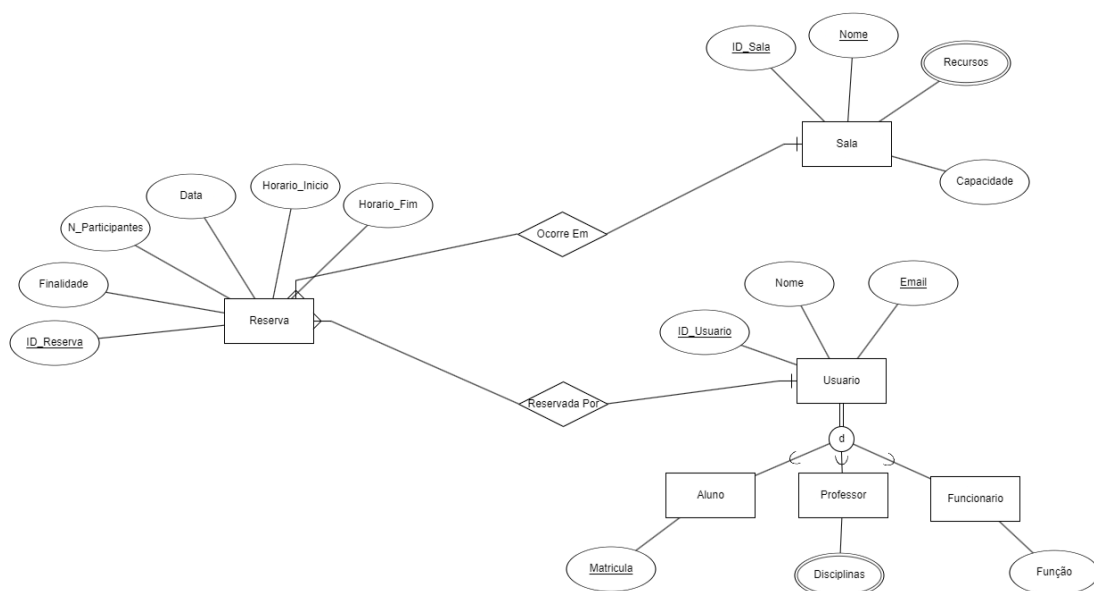 Nome
ID_Sala
Recursos
Sala
Capacidade
Horario_Inicio
Data
Horario_Fim
N_Participantes
Ocorre Em
Finalidade
Reserva
ID_Reserva
Nome
Email
ID_Usuario
Usuario
Reservada Por
d
Aluno
Professor
Funcionario
Matricula
Disciplinas
Função